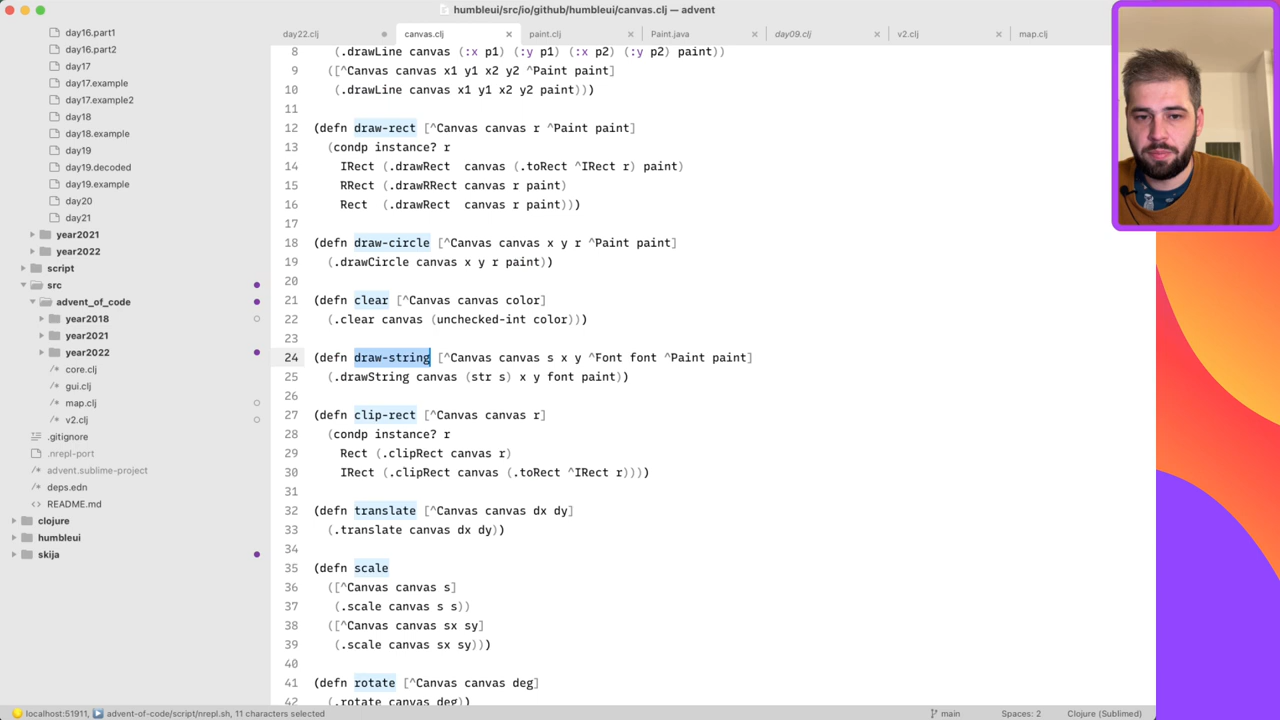 humbleui/src/io/github/humbleui/canvas.clj — advent
day22.clj
canvas.clj
paint.clj
Paint.java
day09.clj
v2.clj
map.clj
day16.part1
day16.part2
day17
day17.example
day17.example2
day18
day18.example
day19
day19.decoded
day19.example
day20
day21
year2021
year2022
script
src
advent_of_code
year2018
year2021
year2022
core.clj
gui.clj
map.clj
v2.clj
.gitignore
.nrepl-port
advent.sublime-project
deps.edn
README.md
clojure
humbleui
skija
8 (.drawLine canvas (:x p1) (:y p1) (:x p2) (:y p2) paint))
9 ([^Canvas canvas x1 y1 x2 y2 ^Paint paint]
10 (.drawLine canvas x1 y1 x2 y2 paint)))
11
12 (defn draw-rect [^Canvas canvas r ^Paint paint]
13 (condp instance? r
14 IRect (.drawRect  canvas (.toRect ^IRect r) paint)
15 RRect (.drawRRect canvas r paint)
16 Rect  (.drawRect  canvas r paint)))
17
18 (defn draw-circle [^Canvas canvas x y r ^Paint paint]
19 (.drawCircle canvas x y r paint))
20
21 (defn clear [^Canvas canvas color]
22 (.clear canvas (unchecked-int color)))
23
24 (defn draw-string [^Canvas canvas s x y ^Font font ^Paint paint]
25 (.drawString canvas (str s) x y font paint))
26
27 (defn clip-rect [^Canvas canvas r]
28 (condp instance? r
29 Rect (.clipRect canvas r)
30 IRect (.clipRect canvas (.toRect ^IRect r))))
31
32 (defn translate [^Canvas canvas dx dy]
33 (.translate canvas dx dy))
34
35 (defn scale
36 ([^Canvas canvas s]
37 (.scale canvas s s))
38 ([^Canvas canvas sx sy]
39 (.scale canvas sx sy)))
40
41 (defn rotate [^Canvas canvas deg]
42 (.rotate canvas deg))
localhost:51911, advent-of-code/script/nrepl.sh, 11 characters selected
main
Spaces: 2
Clojure (Sublimed)